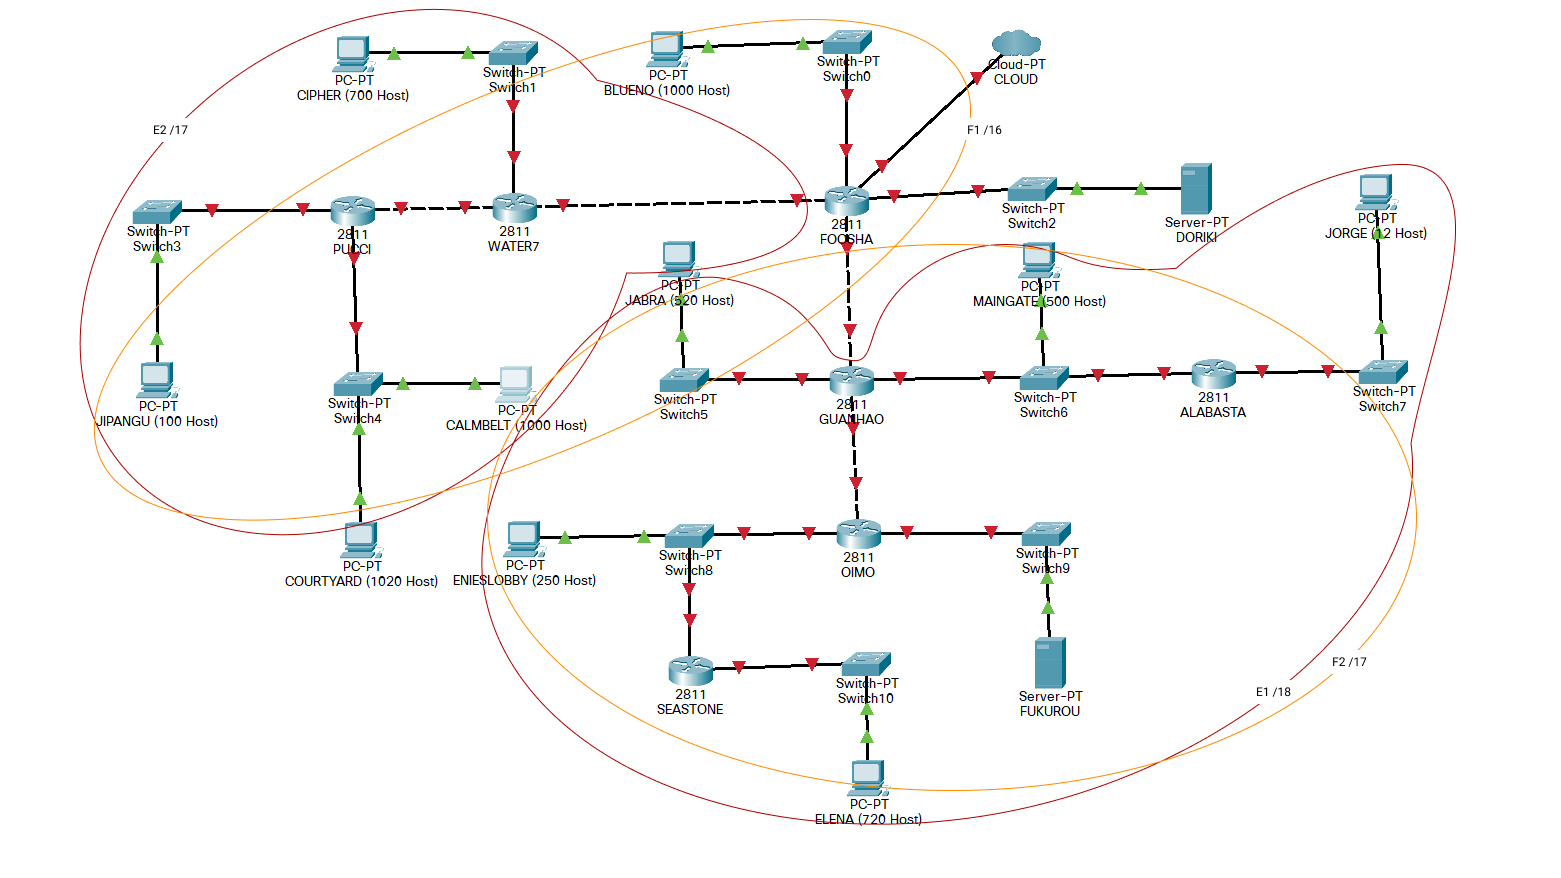 Switch-PT
Switch1
PC-PT
CIPHER (700 Host)
PC-PT
BLUENO (1000 Host)
Switch-PT
Switch0
Cloud-PT
CLOUD
E2 /17
F1 /16
Switch-PT
Switch3
2811
PUCCI
2811
WATER7
2811
FOOSHA
Switch-PT
Switch2
Server-PT
DORIKI
PC-PT
JORGE (12 Host)
PC-PT
JABRA (520 Host)
PC-PT
MAINGATE (500 Host)
PC-PT
JIPANGU (100 Host)
Switch-PT
Switch4
PC-PT
CALMBELT (1000 Host)
Switch-PT
Switch5
2811
GUANHAO
Switch-PT
Switch6
2811
ALABASTA
Switch-PT
Switch7
PC-PT
COURTYARD (1020 Host)
PC-PT
ENIESLOBBY (250 Host)
Switch-PT
Switch8
2811
OIMO
Switch-PT
Switch9
2811
SEASTONE
Switch-PT
Switch10
Server-PT
FUKUROU
F2 /17
E1 /18
PC-PT
ELENA (720 Host)